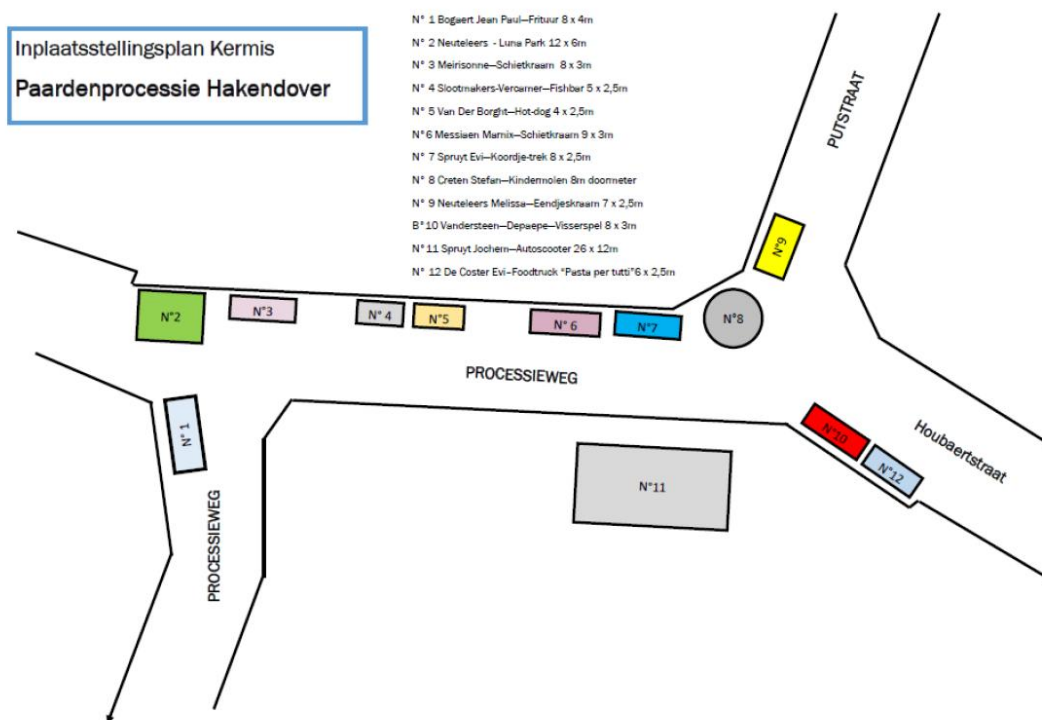 Inplaatsstellingsplan Kermis
Paardenprocessie Hakendover
N° 1 Bogaert Jean Paul—Frituur 8 x 4m
N° 2 Neuteleers - Luna Park 12 x 6m
N° 3 Meirisonne—Schietkraam 8 x 3m
N° 4 Slootmakers-Veroamer—Fishbar 5 x 2,5m
N° 5 Van Der Borght—Hot-dog 4 x 2,5m
N°6 Messiaen Marnix—Schietkraam 9 x 3m
N° 7 Spruyt Evi—Koordje-trek 8 x 2,5m
N° 8 Creten Stefan—Kindermolen 8m doormeter
N° 9 Neuteleers Melissa—Eendjeskraam 7 x 2,5m
B°10 Vandersteen—Depaepe—Visserspel 8 x 3m
N°11 Spruyt Jochem—Autoscooter 26 x 12m
N° 12 De Coster Evi—Foodtruck "Pasta per tutti"6 x 2,5m
PUTSTRAAT
N°9
N°2
N°3
N° 4
N°5
N° 6
N°7
N°8
PROCESSIEWEG
N° 1
N°10
N°12
Houbaertstraat
N°11
PROCESSIEWEG